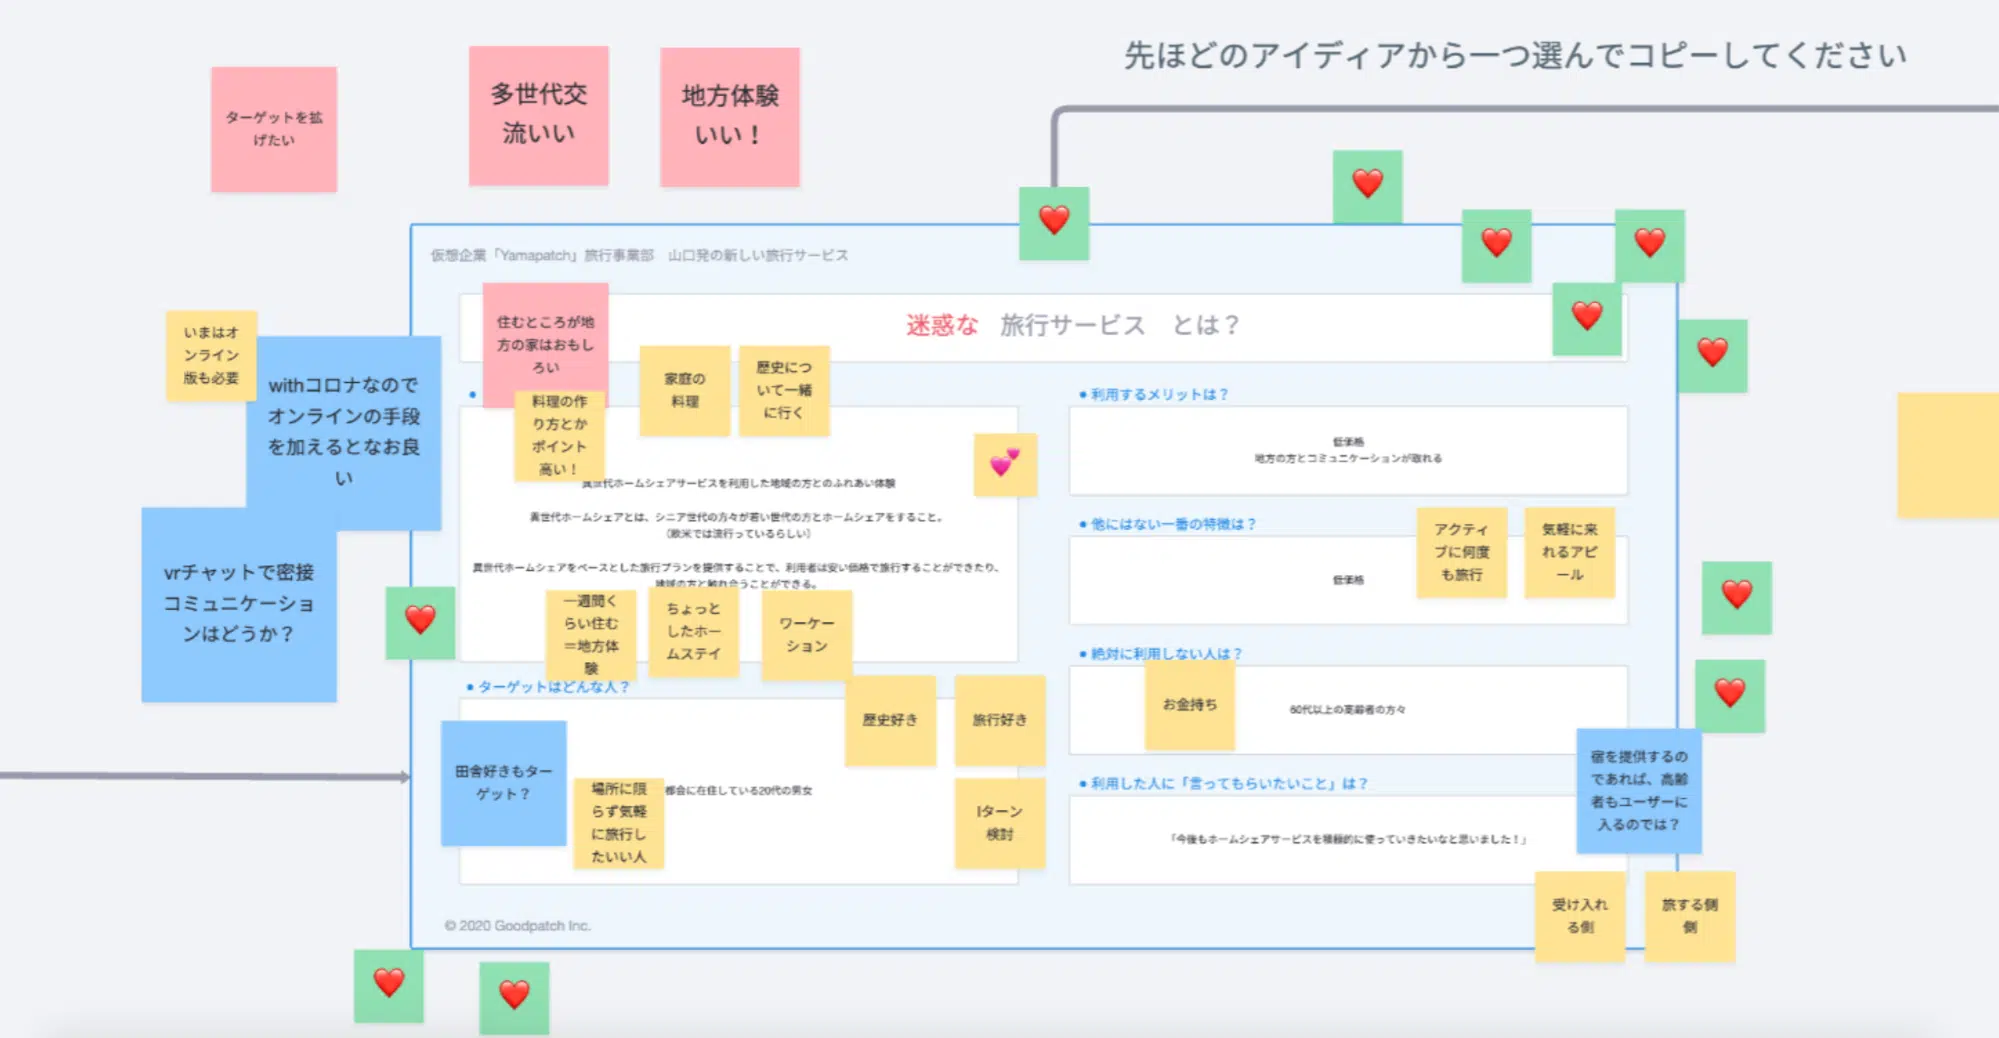 先ほどのアイディアから一つ選んでコピーしてください
ターゲットを拡
げたい
多世代交
流いい
地方体験
いい！
仮想企業「Yamapatch」旅行事業部　山口発の新しい旅行サービス
迷惑な　旅行サービス　とは？
いまはオ
ンライン
版も必要
withコロナなので
オンラインの手段
を加えるとなお良
い
vrチャットで密接
コミュニケーショ
ンはどうか？
住むところが地
方の家はおもし
ろい
料理の作
り方とか
ポイント
高い！
家庭の
料理
歴史につ
いて一緒
に行く
異世代ホームシェアサービスを利用した地域の方とのふれあい体験
異世代ホームシェアとは、シニア世代の方々が若い世代の方とホームシェアをすること。
（欧米では流行っているらしい）
異世代ホームシェアをベースとした旅行プランを提供することで、利用者は安い価格で旅行することができたり、
地域の方と触れ合うことができる。
一週間く
らい住む
＝地方体
験
ちょっと
したホー
ムステイ
ワーケー
ション
● ターゲットはどんな人？
田舎好きもター
ゲット？
場所に限
らず気軽
に旅行し
たいい人
都会に在住している20代の男女
歴史好き
旅行好き
Iターン
検討
● 利用するメリットは？
低価格
地方の方とコミュニケーションが取れる
● 他にはない一番の特徴は？
低価格
アクティ
ブに何度
も旅行
気軽に来
れるアピ
ール
● 絶対に利用しない人は？
お金持ち
60代以上の高齢者の方々
● 利用した人に「言ってもらいたいこと」は？
「今後もホームシェアサービスを積極的に使っていきたいなと思いました！」
宿を提供するの
であれば、高齢
者もユーザーに
入るのでは？
受け入れ
る側
旅する側
側
© 2020 Goodpatch Inc.